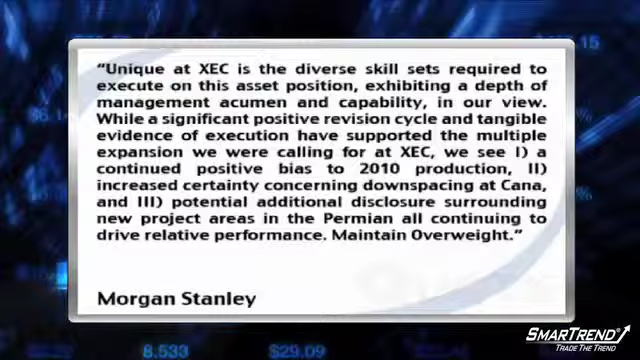 “Unique at XEC is the diverse skill sets required to
execute on this asset position, exhibiting a depth of
management acumen and capability, in our view.
While a significant positive revision cycle and tangible
evidence of execution have supported the multiple
expansion we were calling for at XEC, we see I) a
continued positive bias to 2010 production, II)
increased certainty concerning downspacing at Cana,
and III) potential additional disclosure surrounding
new project areas in the Permian all continuing to
drive relative performance. Maintain Overweight.”
Morgan Stanley
SMARTREND
TRADE THE TREND
8.533
$29.09